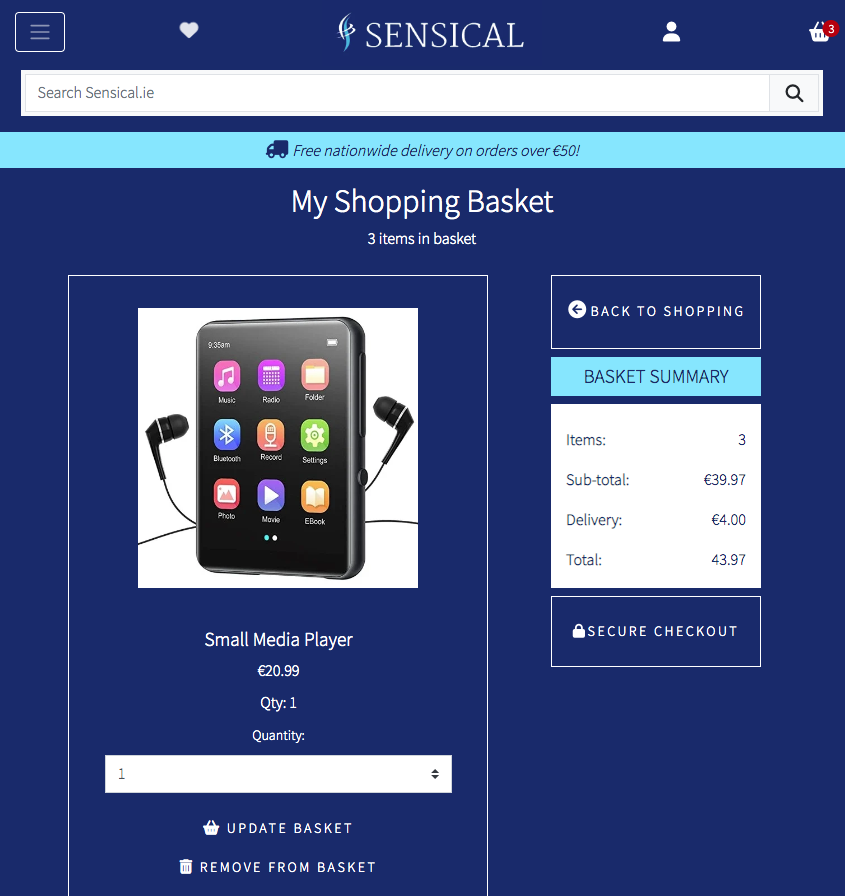 3
SENSICAL
Search Sensical.ie
Free nationwide delivery on orders over €50!
My Shopping Basket
3 items in basket
9:35am
Music Radio Folder
Bluetooth Record Settings
Photo Movie EBook
Small Media Player
€20.99
Qty: 1
Quantity:
1
UPDATE BASKET
REMOVE FROM BASKET
BACK TO SHOPPING
BASKET SUMMARY
Items: 3
Sub-total: €39.97
Delivery: €4.00
Total: 43.97
SECURE CHECKOUT